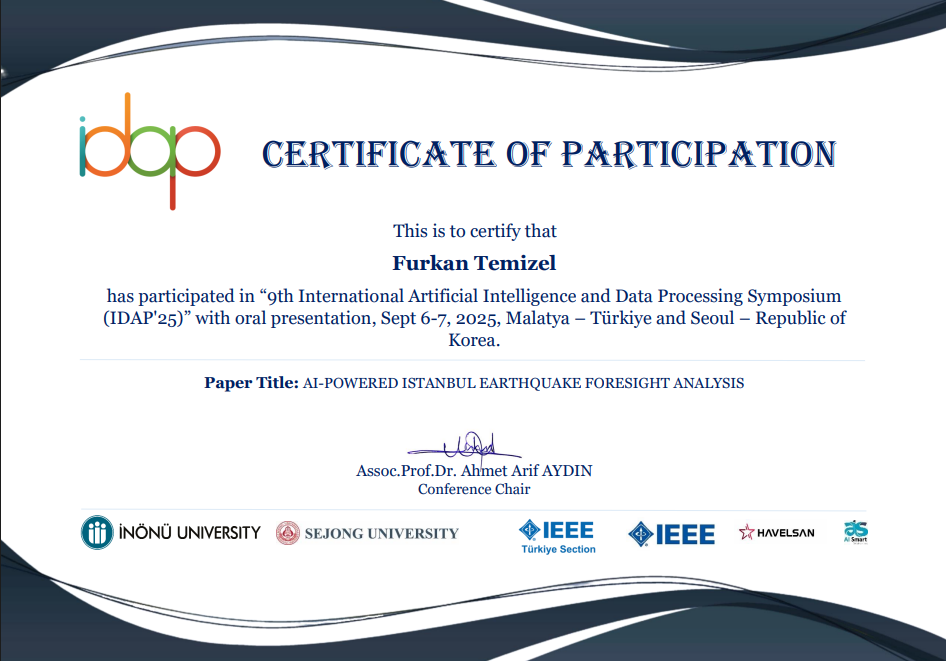 idap
CERTIFICATE OF PARTICIPATION
This is to certify that
Furkan Temizel
has participated in “9th International Artificial Intelligence and Data Processing Symposium
(IDAP'25)” with oral presentation, Sept 6-7, 2025, Malatya – Türkiye and Seoul – Republic of
Korea.
Paper Title: AI-POWERED ISTANBUL EARTHQUAKE FORESIGHT ANALYSIS
Assoc.Prof.Dr. Ahmet Arif AYDIN
Conference Chair
İNÖNÜ UNIVERSITY
SEJONG UNIVERSITY
IEEE
Türkiye Section
IEEE
HAVELSAN
AI Smart